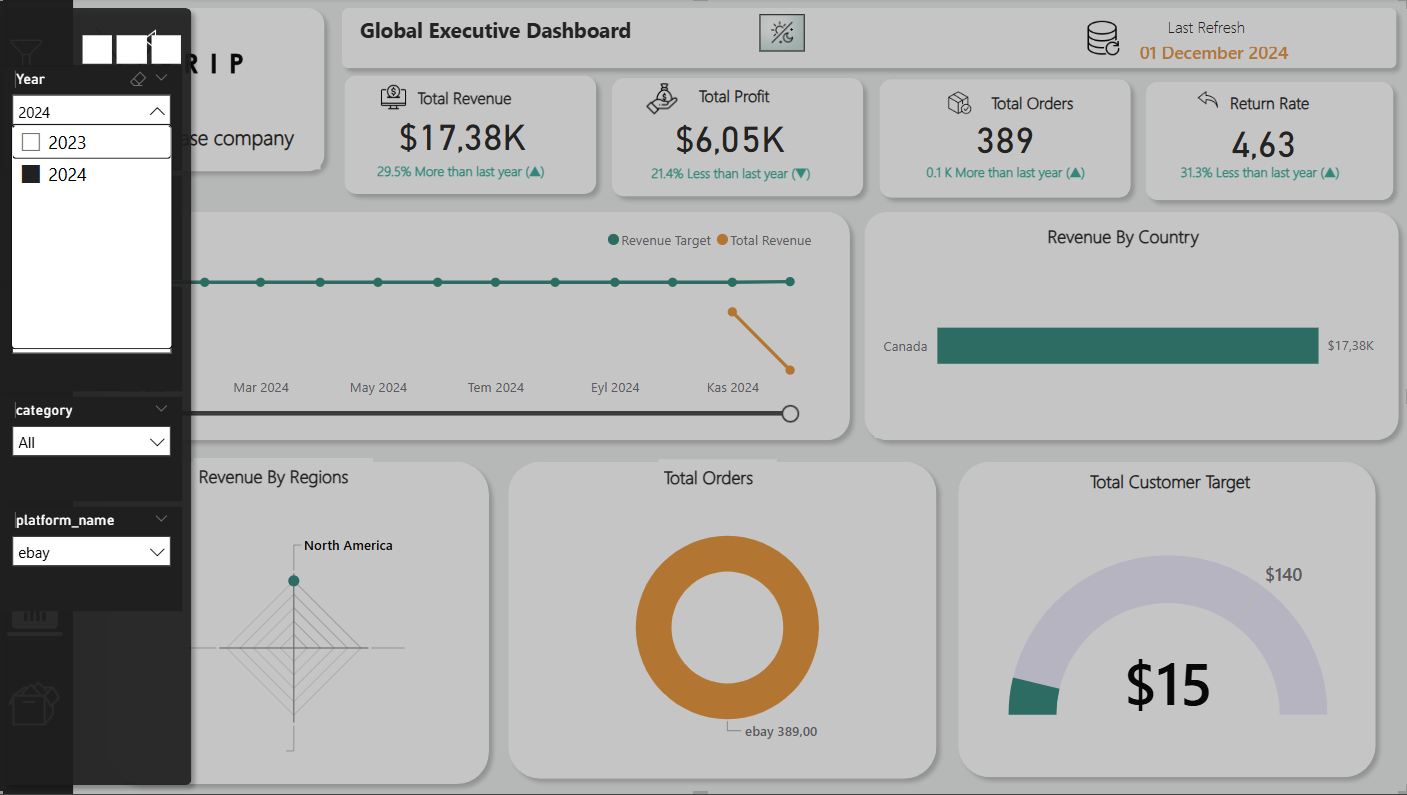 RIP
ase company
Year
2024
2023
2024
category
All
platform_name
ebay
Global Executive Dashboard
Last Refresh
01 December 2024
Total Revenue
$17,38K
29.5% More than last year (▲)
Total Profit
$6,05K
21.4% Less than last year (▼)
Total Orders
389
0.1 K More than last year (▲)
Return Rate
4,63
31.3% Less than last year (▲)
Revenue Target
Total Revenue
Mar 2024
May 2024
Tem 2024
Eyl 2024
Kas 2024
Revenue By Country
Canada
$17,38K
Revenue By Regions
North America
Total Orders
ebay 389,00
Total Customer Target
$140
$15